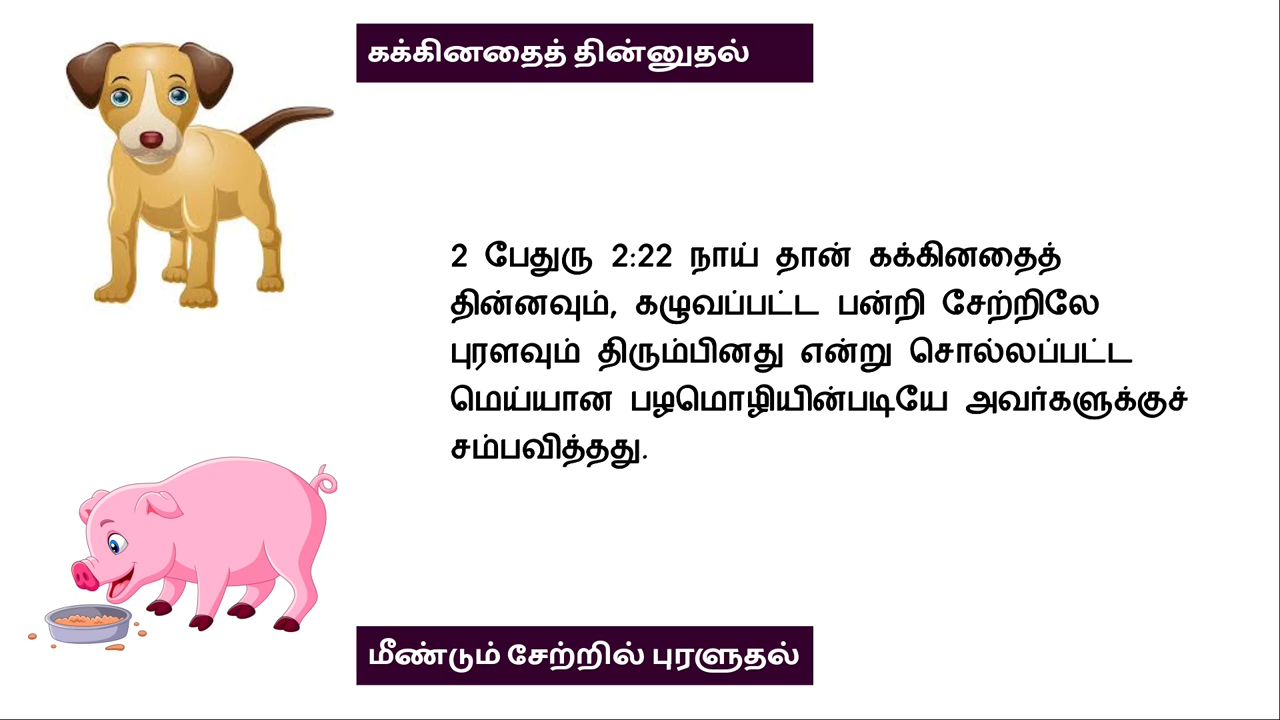 கக்கினதைத் தின்னுதல்
2 பேதுரு 2:22 நாய் தான் கக்கினதைத்
தின்னவும், கழுவப்பட்ட பன்றி சேற்றிலே
புரளவும் திரும்பினது என்று சொல்லப்பட்ட
மெய்யான பழமொழியின்படியே அவர்களுக்குச்
சம்பவித்தது.
மீண்டும் சேற்றில் புரளுதல்